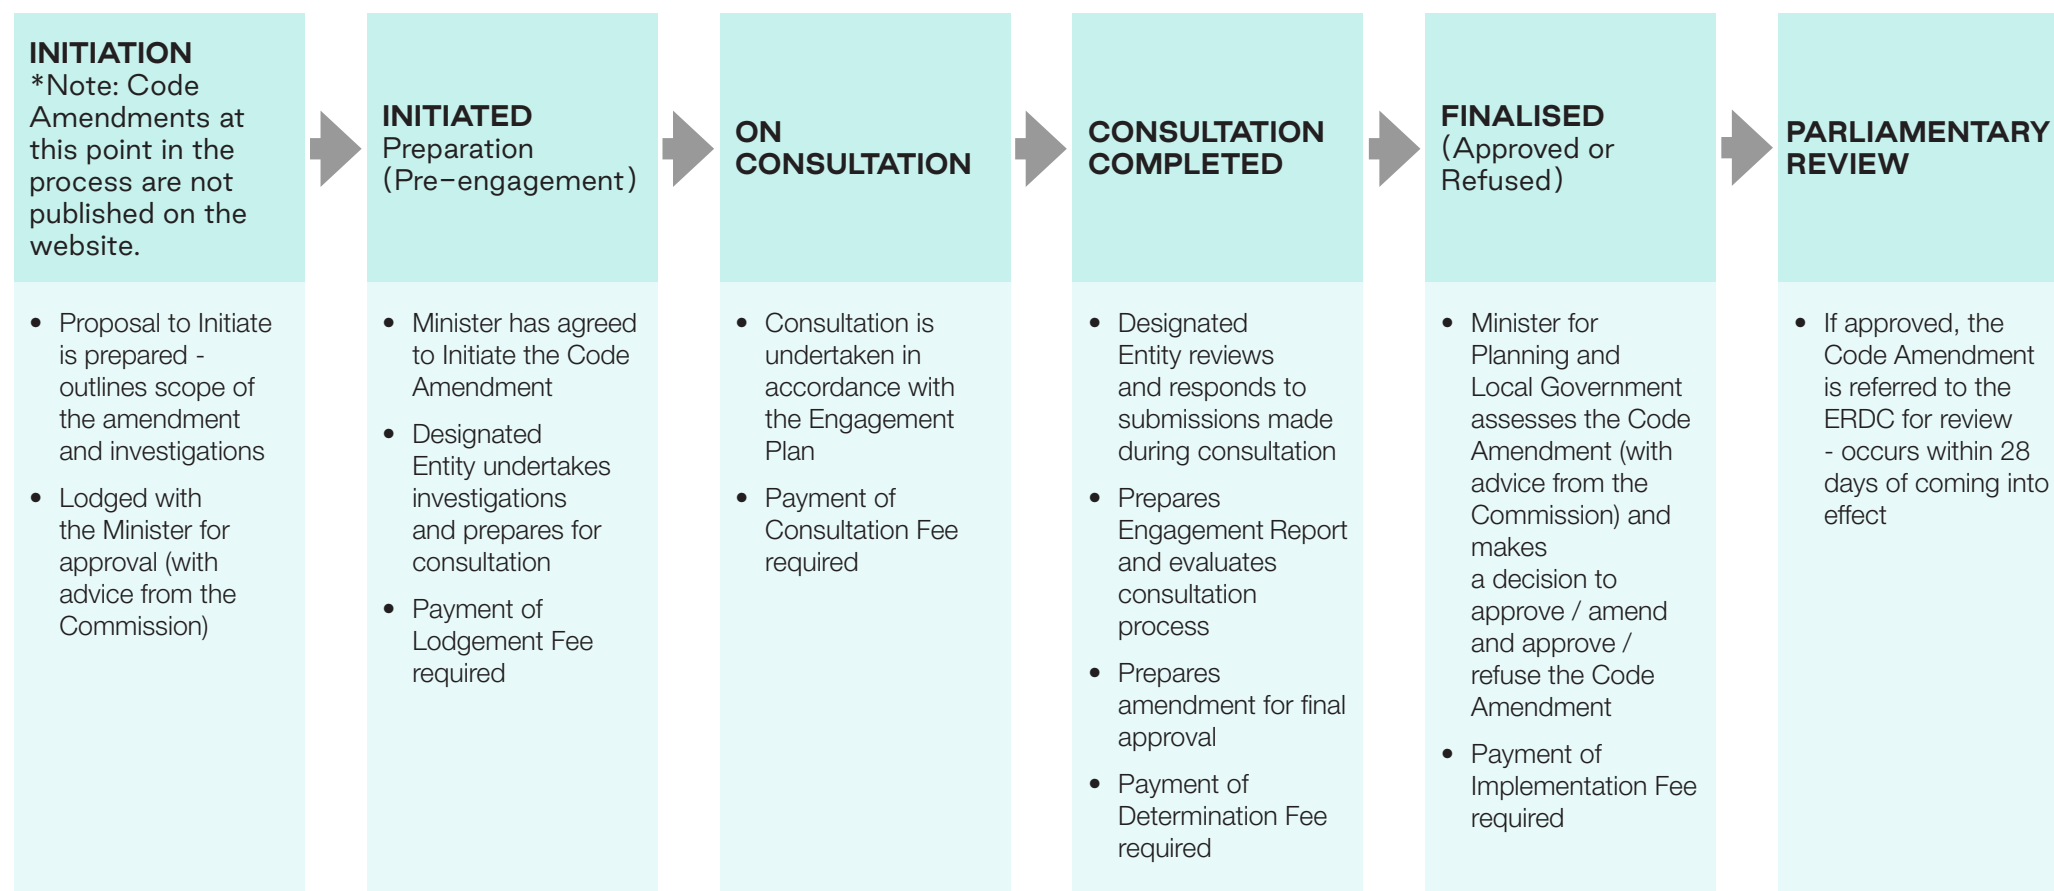 INITIATION
*Note: Code
Amendments at
this point in the
process are not
published on the
website.
• Proposal to Initiate
is prepared -
outlines scope of
the amendment
and investigations
• Lodged with
the Minister for
approval (with
advice from the
Commission)
INITIATED
Preparation
(Pre-engagement)
• Minister has agreed
to Initiate the Code
Amendment
• Designated
Entity undertakes
investigations
and prepares for
consultation
• Payment of
Lodgement Fee
required
ON
CONSULTATION
• Consultation is
undertaken in
accordance with
the Engagement
Plan
• Payment of
Consultation Fee
required
CONSULTATION
COMPLETED
• Designated
Entity reviews
and responds to
submissions made
during consultation
• Prepares
Engagement Report
and evaluates
consultation
process
• Prepares
amendment for final
approval
• Payment of
Determination Fee
required
FINALISED
(Approved or
Refused)
• Minister for
Planning and
Local Government
assesses the Code
Amendment (with
advice from the
Commission) and
makes
a decision to
approve / amend
and approve /
refuse the Code
Amendment
• Payment of
Implementation Fee
required
PARLIAMENTARY
REVIEW
• If approved, the
Code Amendment
is referred to the
ERDC for review
- occurs within 28
days of coming into
effect